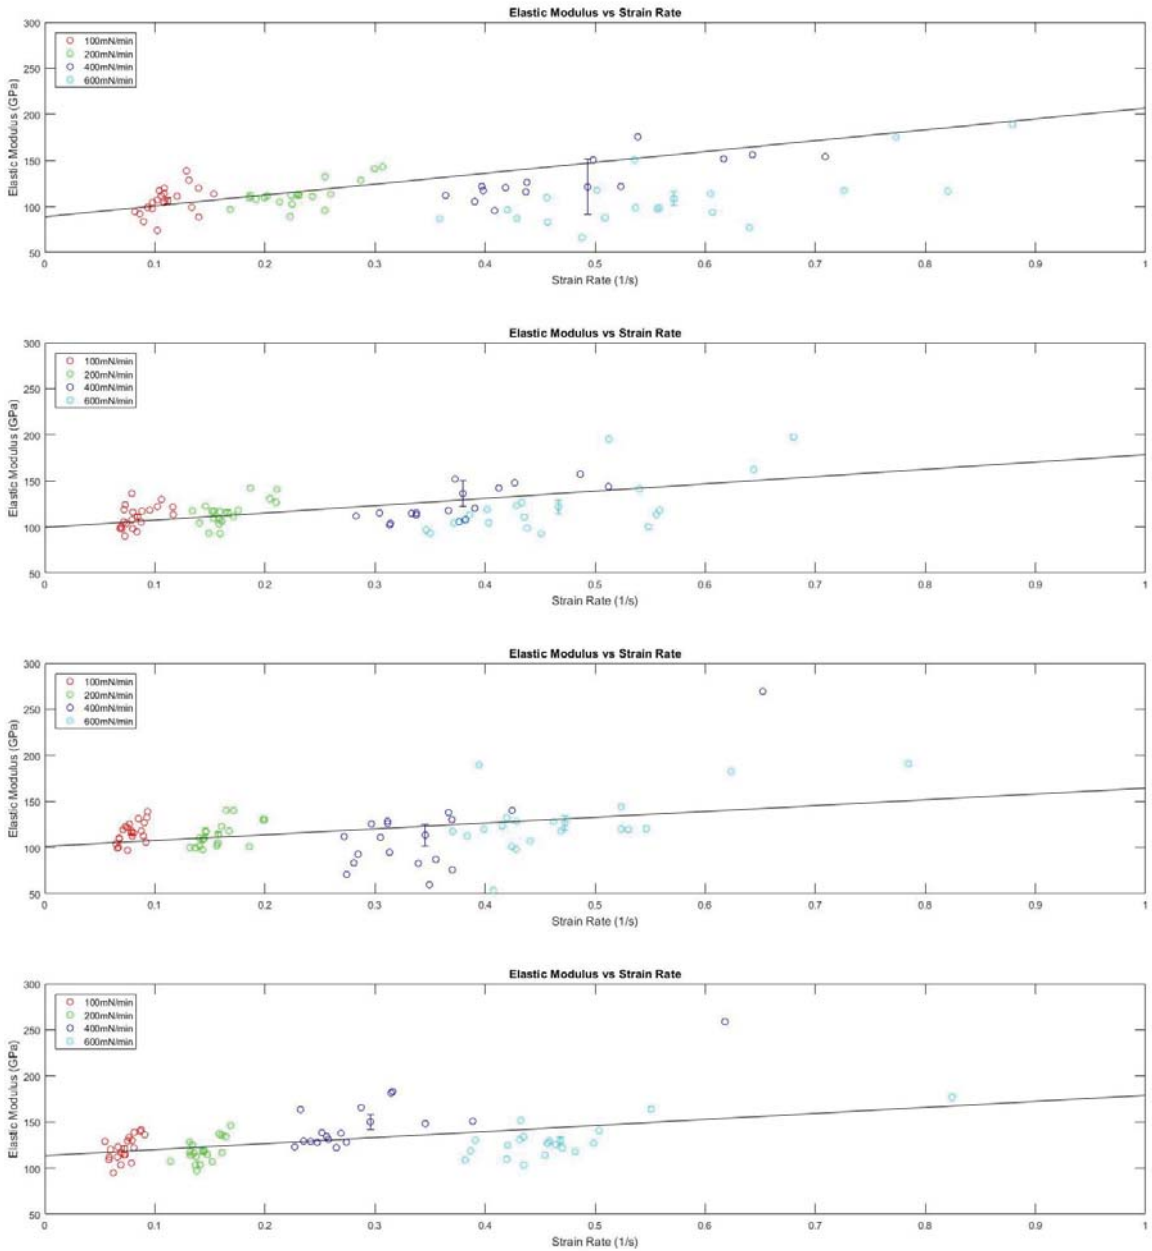 Elastic Modulus vs Strain Rate
300
250
200
150
100
50
Elastic Modulus (GPa)
100mN/min
200mN/min
400mN/min
600mN/min
0 0.1 0.2 0.3 0.4 0.5 0.6 0.7 0.8 0.9 1
Strain Rate (1/s)
Elastic Modulus vs Strain Rate
300
250
200
150
100
50
Elastic Modulus (GPa)
100mN/min
200mN/min
400mN/min
600mN/min
0 0.1 0.2 0.3 0.4 0.5 0.6 0.7 0.8 0.9 1
Strain Rate (1/s)
Elastic Modulus vs Strain Rate
300
250
200
150
100
50
Elastic Modulus (GPa)
100mN/min
200mN/min
400mN/min
600mN/min
0 0.1 0.2 0.3 0.4 0.5 0.6 0.7 0.8 0.9 1
Strain Rate (1/s)
Elastic Modulus vs Strain Rate
300
250
200
150
100
50
Elastic Modulus (GPa)
100mN/min
200mN/min
400mN/min
600mN/min
0 0.1 0.2 0.3 0.4 0.5 0.6 0.7 0.8 0.9 1
Strain Rate (1/s)